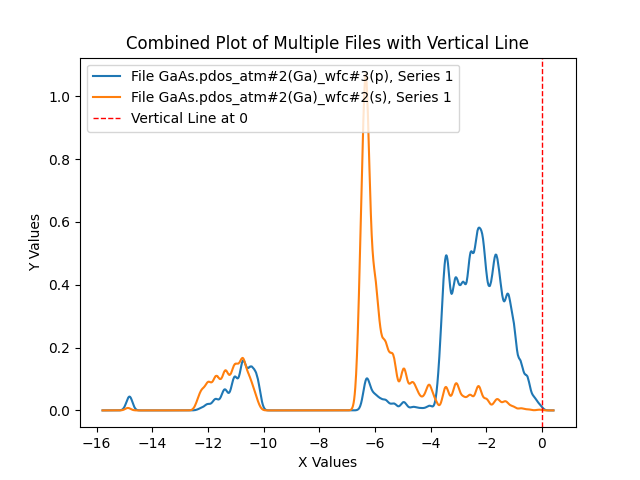 Combined Plot of Multiple Files with Vertical Line
File GaAs.pdos_atm#2(Ga)_wfc#3(p), Series 1
File GaAs.pdos_atm#2(Ga)_wfc#2(s), Series 1
Vertical Line at 0
Y Values
1.0
0.8
0.6
0.4
0.2
0.0
−16 −14 −12 −10 −8 −6 −4 −2 0
X Values